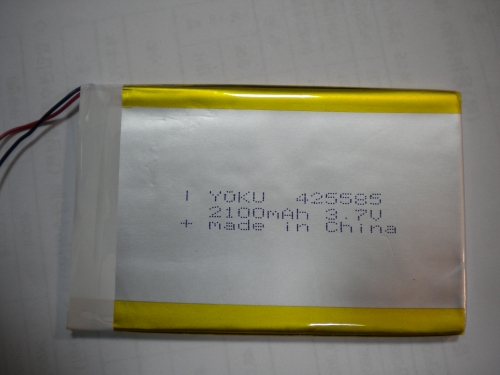 | YOKU 425585
2100mAh 3.7V
+ made in China